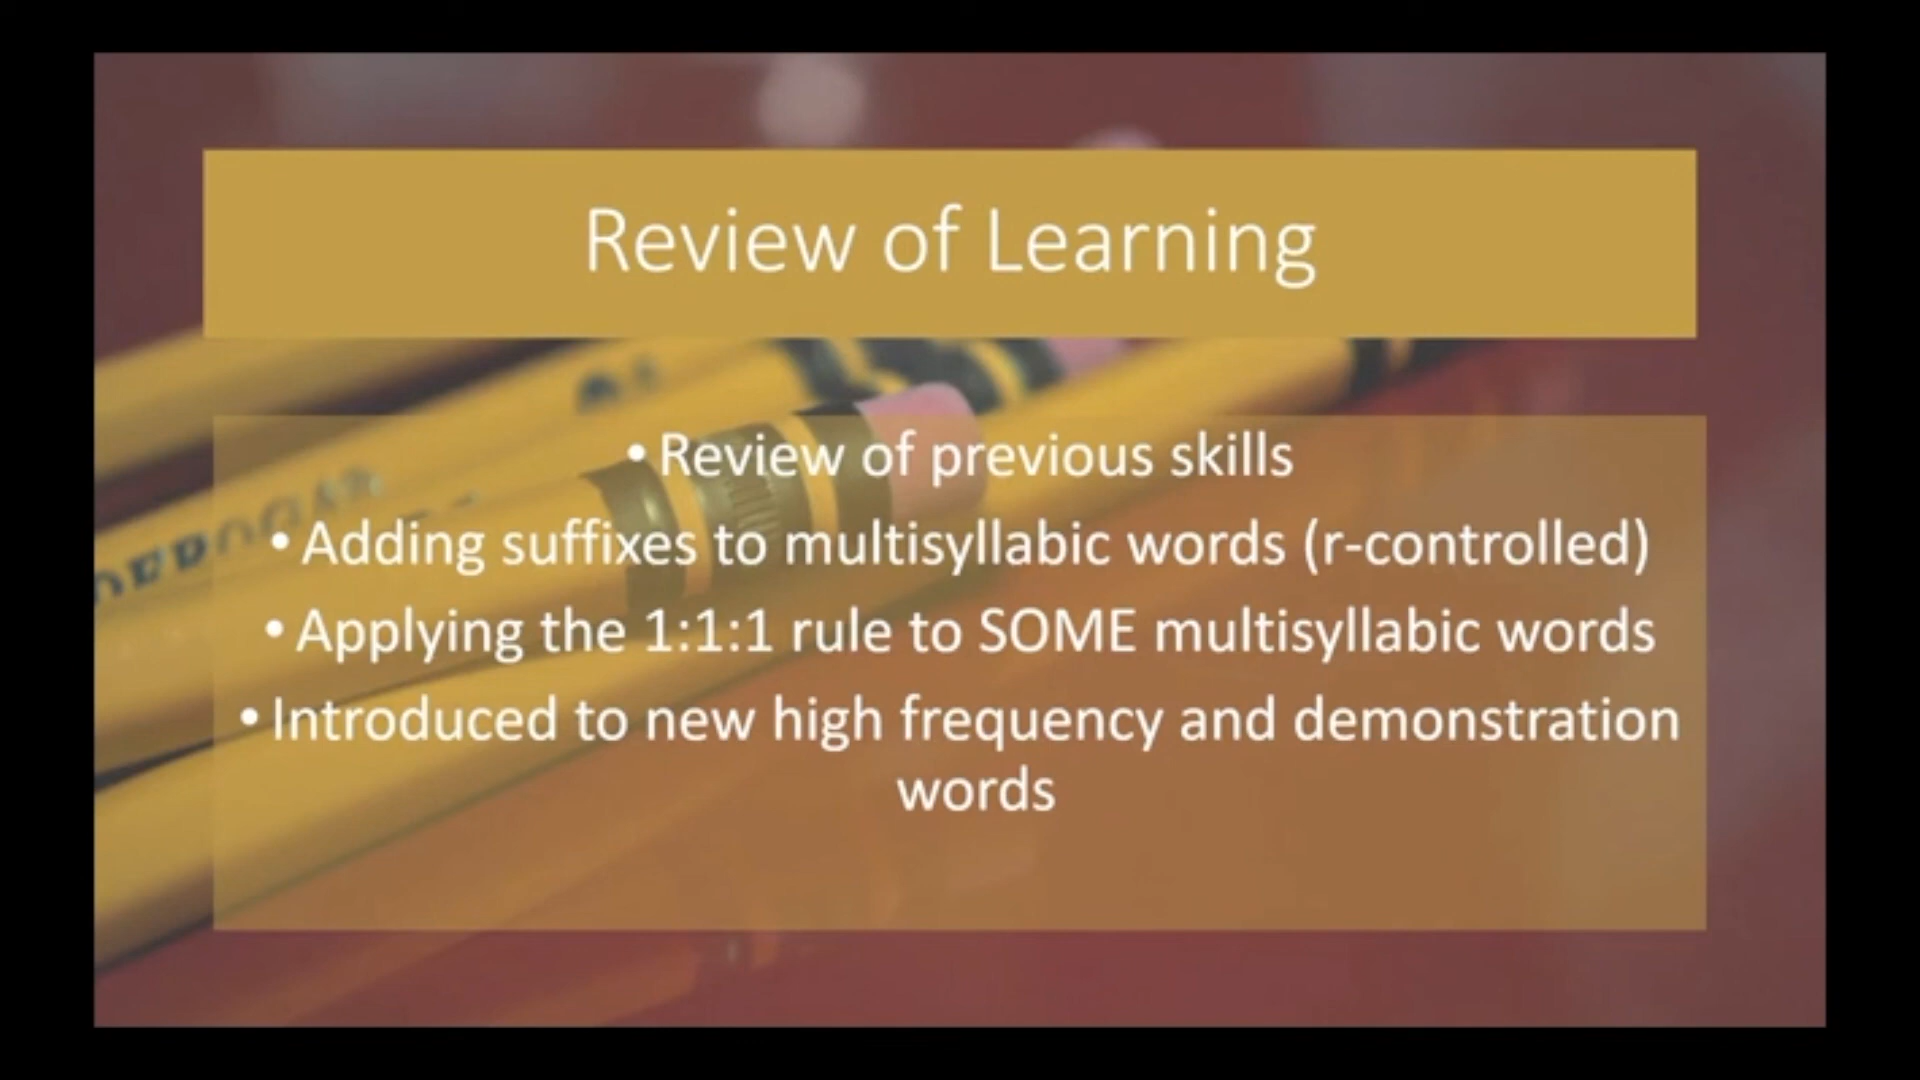 Review of Learning
• Review of previous skills
• Adding suffixes to multisyllabic words (r-controlled)
• Applying the 1:1:1 rule to SOME multisyllabic words
• Introduced to new high frequency and demonstration
words